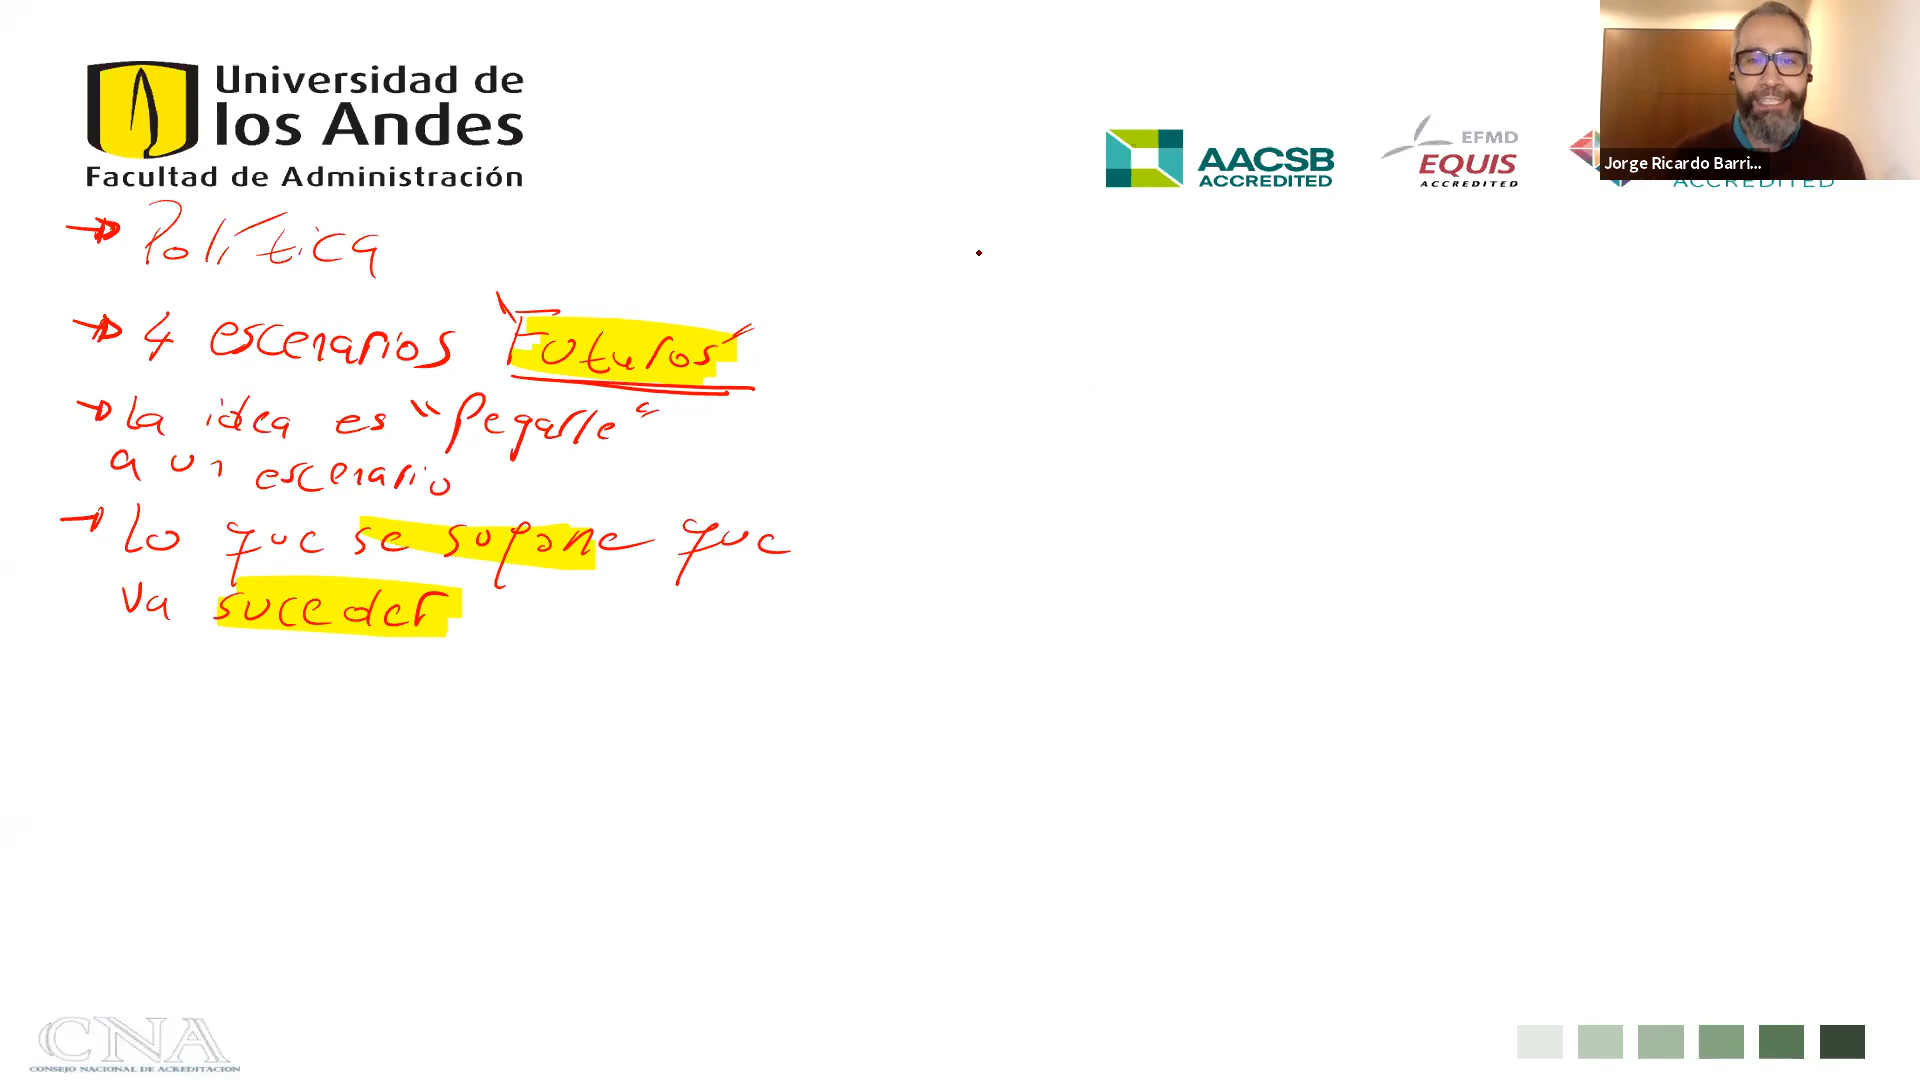 Universidad de
los Andes
Facultad de Administración
AACSB
ACCREDITED
EFMD
EQUIS
ACCREDITED
ACCREDITED
Jorge Ricardo Barri...
→ Política
→ 4 escenarios "Futuros"
→ La idea es "Pegarle"
a un escenario
→ Lo que se supone que
va suceder
CNA
CONSEJO NACIONAL DE ACREDITACION